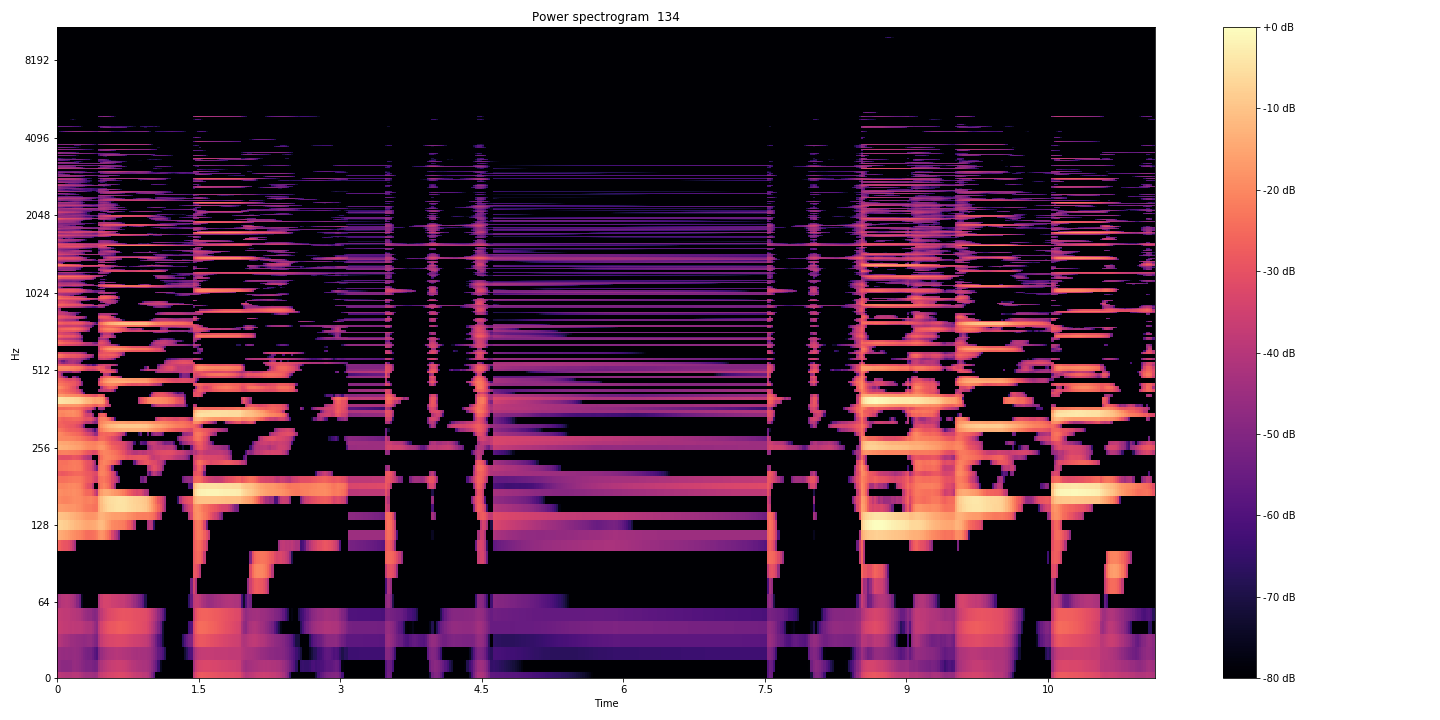 Power spectrogram 134
Hz
8192
4096
2048
1024
512
256
128
64
0
0 1.5 3 4.5 6 7.5 9 10
Time
+0 dB
-10 dB
-20 dB
-30 dB
-40 dB
-50 dB
-60 dB
-70 dB
-80 dB